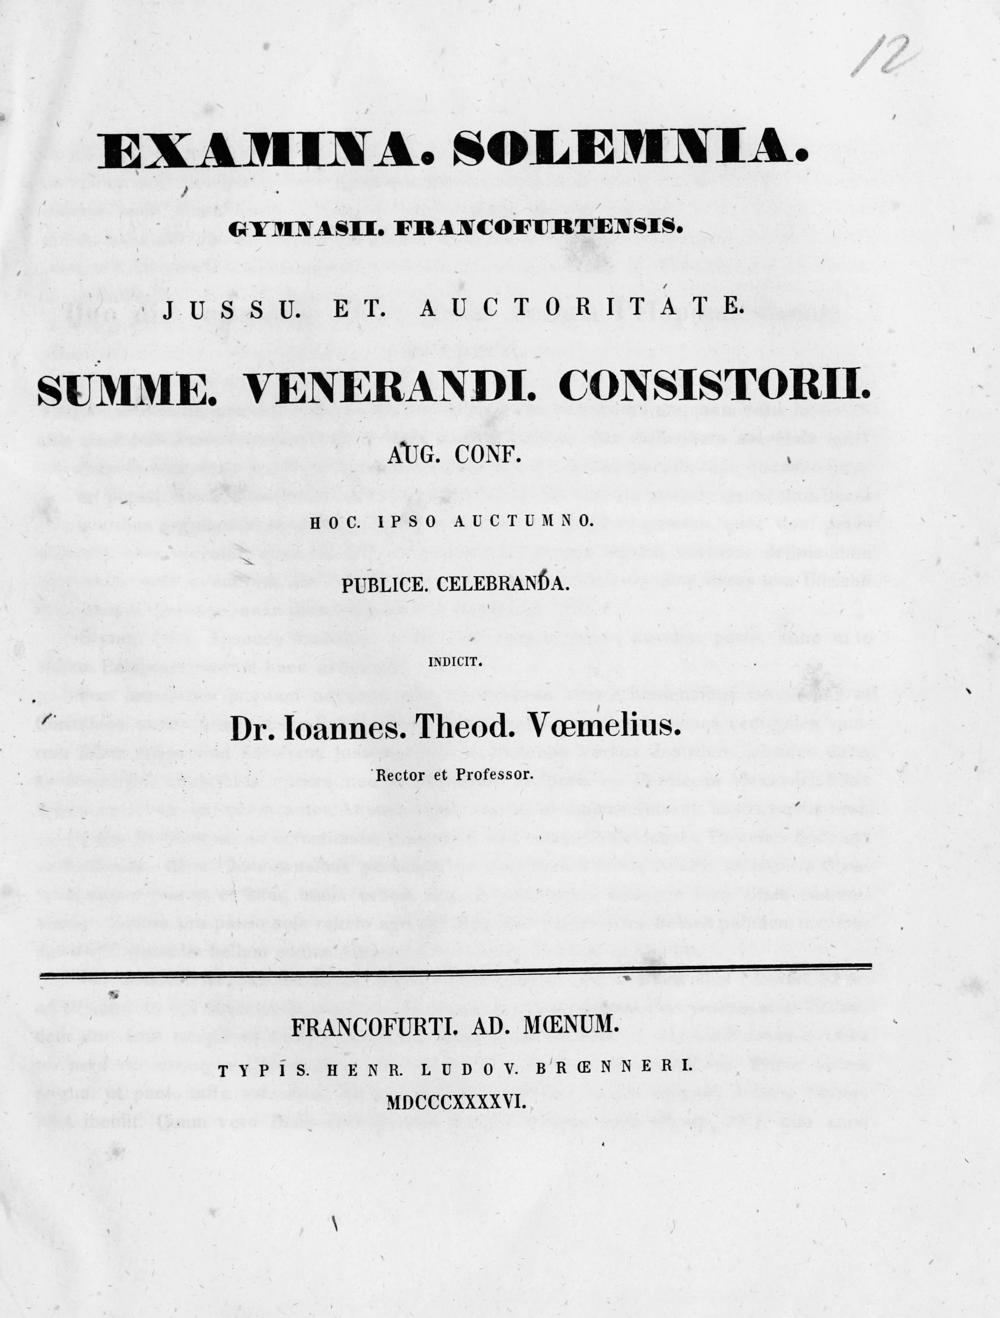 12
EXAMINA. SOLEMNIA.
GYMNASII. FRANCOFURTENSIS.
JUSSU. ET. AUCTORITATE.
SUMME. VENERANDI. CONSISTORII.
AUG. CONF.
HOC. IPSO AUCTUMNO.
PUBLICE. CELEBRANDA.
INDICIT.
Dr. Ioannes. Theod. Vœmelius.
Rector et Professor.
FRANCOFURTI. AD. MŒNUM.
TYPIS. HENR. LUDOV. BRŒNNERI.
MDCCCXXXXVI.